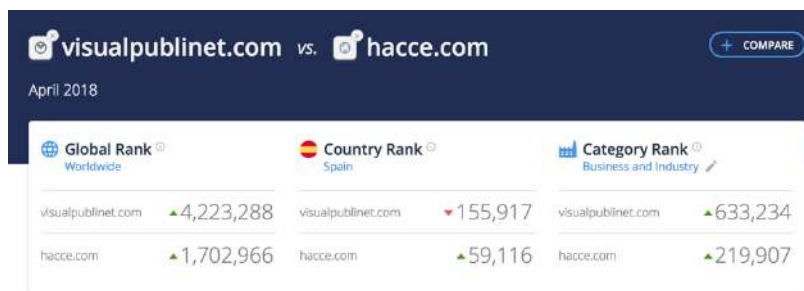 visualpublinet.com vs. hacce.com
+ COMPARE
April 2018
Global Rank
Worldwide
visualpublinet.com 4,223,288
hacce.com 1,702,966
Country Rank
Spain
visualpublinet.com 155,917
hacce.com 59,116
Category Rank
Business and Industry
visualpublinet.com 633,234
hacce.com 219,907